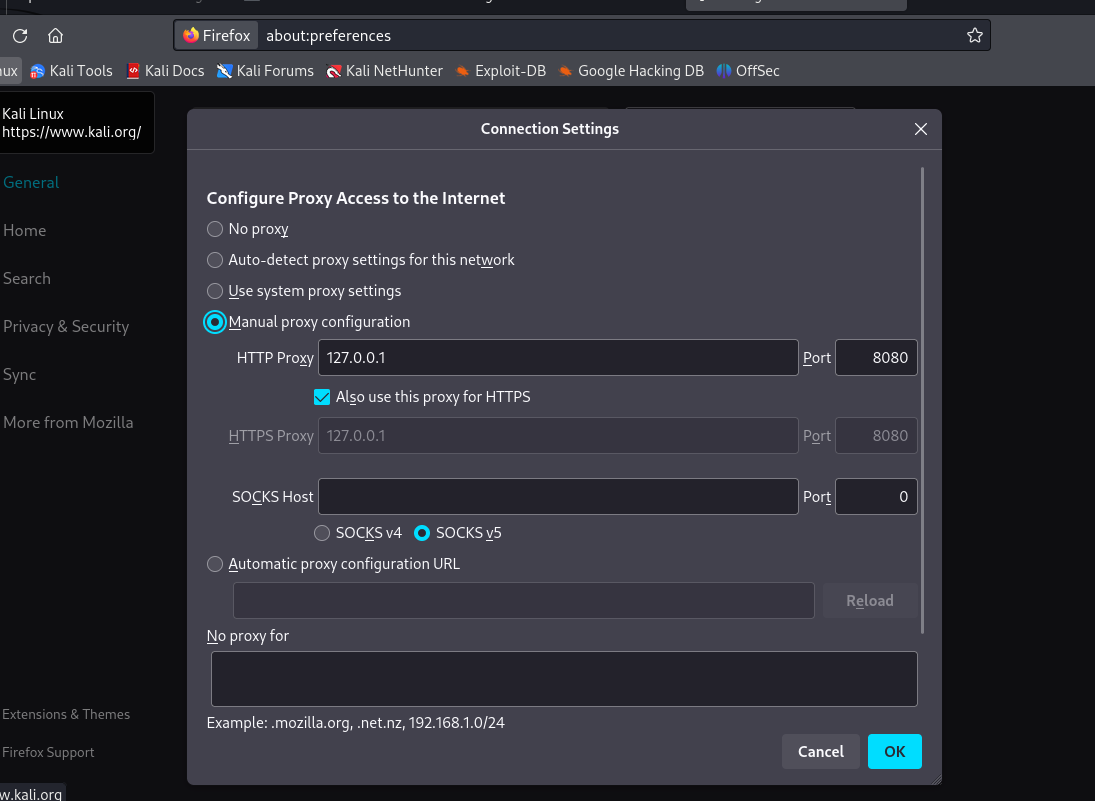 Firefox about:preferences
nux Kali Tools Kali Docs Kali Forums Kali NetHunter Exploit-DB Google Hacking DB OffSec
Kali Linux
https://www.kali.org/
General
Home
Search
Privacy & Security
Sync
More from Mozilla
Extensions & Themes
Firefox Support
w.kali.org
Connection Settings
Configure Proxy Access to the Internet
No proxy
Auto-detect proxy settings for this network
Use system proxy settings
Manual proxy configuration
HTTP Proxy 127.0.0.1 Port 8080
Also use this proxy for HTTPS
HTTPS Proxy 127.0.0.1 Port 8080
SOCKS Host Port 0
SOCKS v4 SOCKS v5
Automatic proxy configuration URL
Reload
No proxy for
Example: .mozilla.org, .net.nz, 192.168.1.0/24
Cancel OK